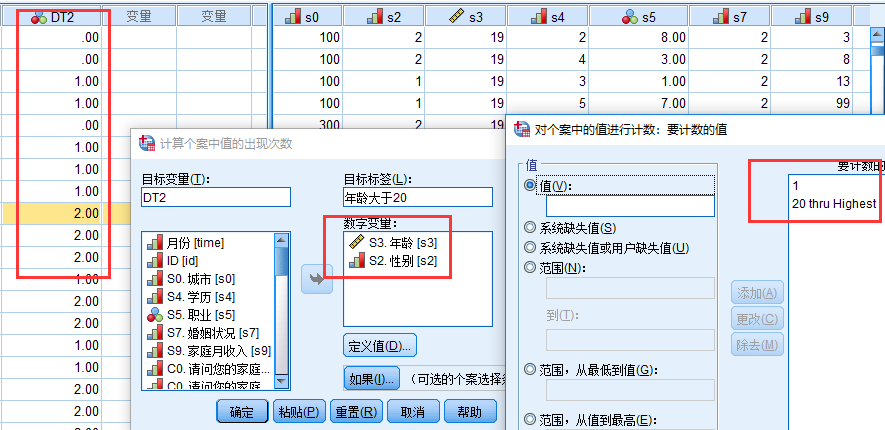 DT2 变量 变量 s0 s2 s3 s4 s5 s7 s9
.00 100 2 19 2 8.00 2 3
.00 100 2 19 4 3.00 2 8
1.00 100 1 19 3 1.00 2 13
1.00 100 1 19 5 7.00 2 99
.00 300 2 19
1.00
1.00
1.00
2.00
2.00
2.00
1.00
2.00
2.00
1.00
1.00
2.00
2.00
计算个案中值的出现次数
目标变量(T):
DT2
目标标签(L):
年龄大于20
月份 [time]
ID [id]
S0. 城市 [s0]
S4. 学历 [s4]
S5. 职业 [s5]
S7. 婚姻状况 [s7]
S9. 家庭月收入 [s9]
C0. 请问您的家庭...
C0. 请问您的家庭...
数字变量:
S3. 年龄 [s3]
S2. 性别 [s2]
定义值(D)...
如果(I)...
(可选的个案选择条
确定 粘贴(P) 重置(R) 取消 帮助
对个案中的值进行计数: 要计数的值
值
值(V):
系统缺失值(S)
系统缺失值或用户缺失值(U)
范围(N):
到(T):
范围, 从最低到值(G):
范围, 从值到最高(E):
添加(A)
更改(C)
除去(M)
要计数的
1
20 thru Highest